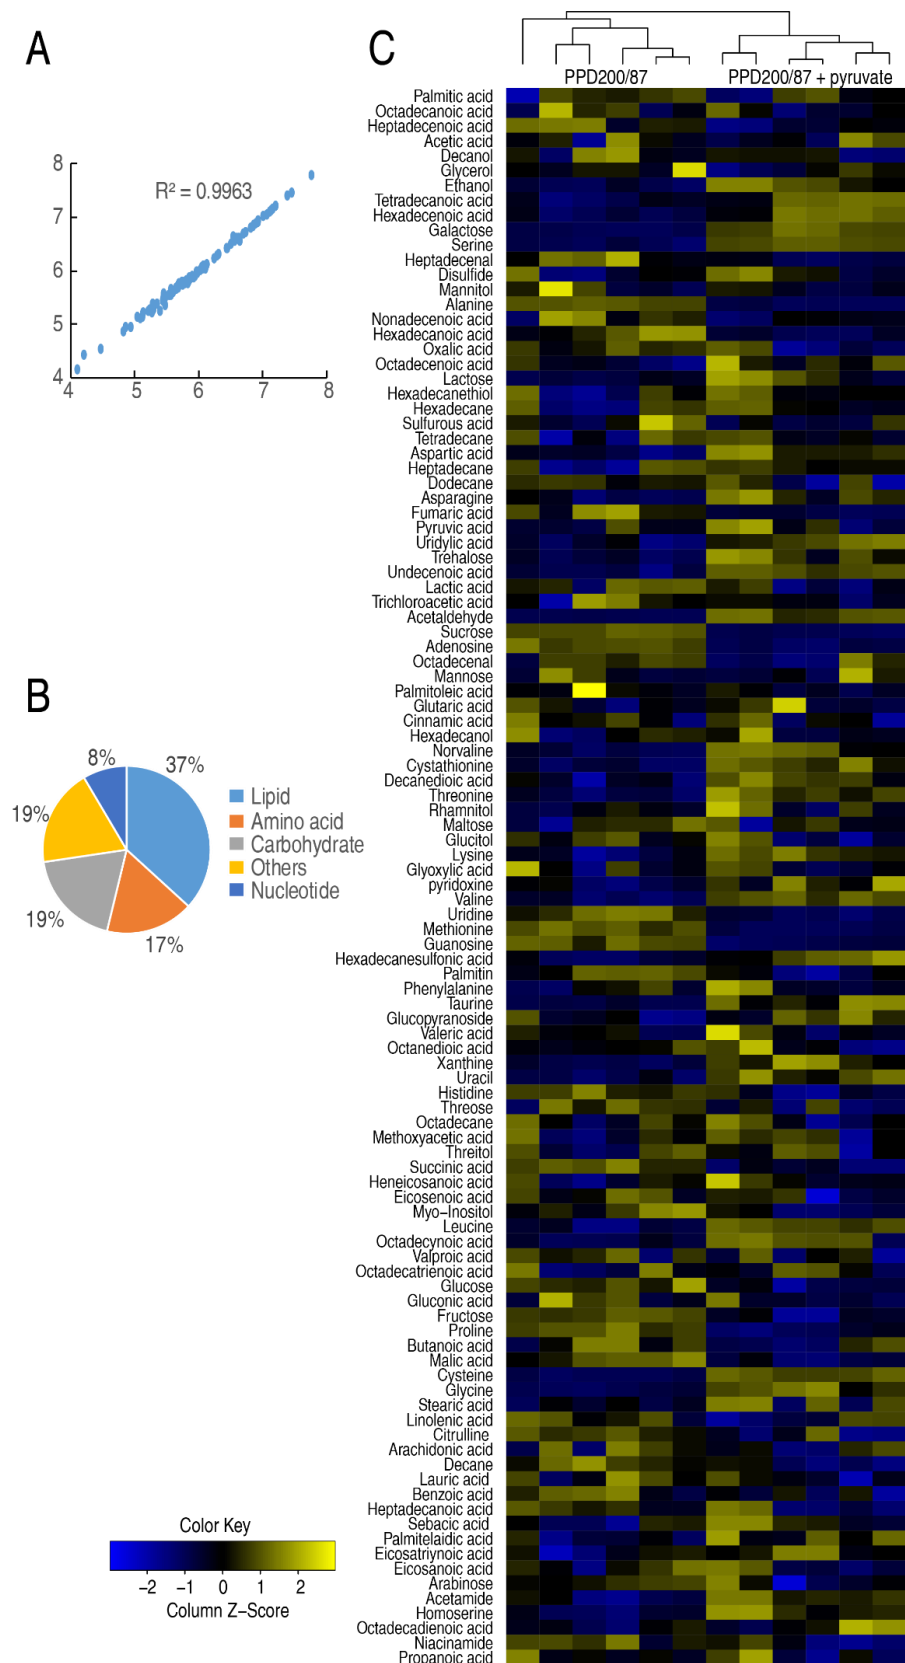 A
C
PPD200/87
PPD200/87 + pyruvate
8
7
6
5
4
R² = 0.9963
4
5
6
7
8
B
8%
37%
19%
19%
17%
Lipid
Amino acid
Carbohydrate
Others
Nucleotide
Palmitic acid
Octadecanoic acid
Heptadecenoic acid
Acetic acid
Decanol
Glycerol
Ethanol
Tetradecanoic acid
Hexadecenoic acid
Galactose
Serine
Heptadecenal
Disulfide
Mannitol
Alanine
Nonadecenoic acid
Hexadecanoic acid
Oxalic acid
Octadecenoic acid
Lactose
Hexadecanethiol
Hexadecane
Sulfurous acid
Tetradecane
Aspartic acid
Heptadecane
Dodecane
Asparagine
Fumaric acid
Pyruvic acid
Uridylic acid
Trehalose
Undecenoic acid
Lactic acid
Trichloroacetic acid
Acetaldehyde
Sucrose
Adenosine
Octadecenal
Mannose
Palmitoleic acid
Glutaric acid
Cinnamic acid
Hexadecanol
Norvaline
Cystathionine
Decanedioic acid
Threonine
Rhamnitol
Maltose
Glucitol
Lysine
Glyoxylic acid
pyridoxine
Valine
Uridine
Methionine
Guanosine
Hexadecanesulfonic acid
Palmitin
Phenylalanine
Taurine
Glucopyranoside
Valeric acid
Octanedioic acid
Xanthine
Uracil
Histidine
Threose
Octadecane
Methoxyacetic acid
Threitol
Succinic acid
Heneicosanoic acid
Eicosenoic acid
Myo−Inositol
Leucine
Octadecynoic acid
Valproic acid
Octadecatrienoic acid
Glucose
Gluconic acid
Fructose
Proline
Butanoic acid
Malic acid
Cysteine
Glycine
Stearic acid
Linolenic acid
Citrulline
Arachidonic acid
Decane
Lauric acid
Benzoic acid
Heptadecanoic acid
Sebacic acid
Palmitelaidic acid
Eicosatriynoic acid
Eicosanoic acid
Arabinose
Acetamide
Homoserine
Octadecadienoic acid
Niacinamide
Propanoic acid
Color Key
−2 −1 0 1 2
Column Z−Score